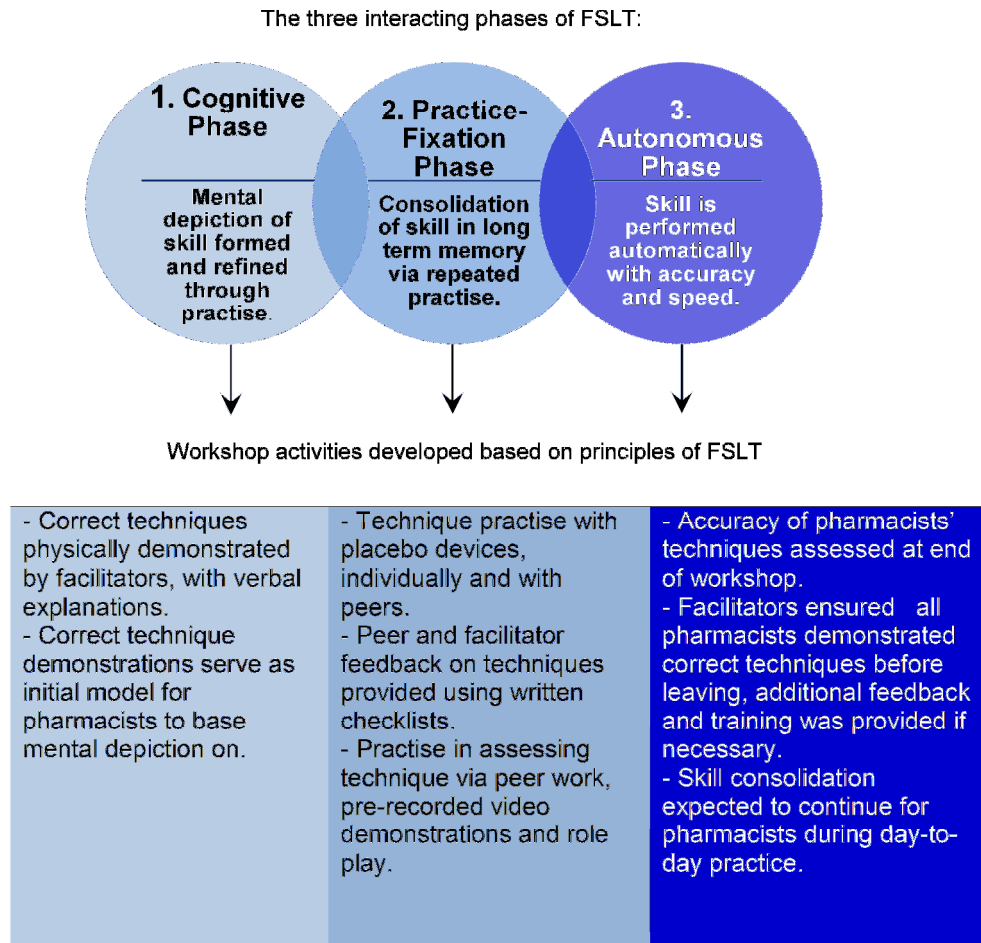 The three interacting phases of FSLT:
1. Cognitive
Phase
Mental
depiction of
skill formed
and refined
through
practise.
2. Practice-
Fixation
Phase
Consolidation
of skill in long
term memory
via repeated
practise.
3.
Autonomous
Phase
Skill is
performed
automatically
with accuracy
and speed.
Workshop activities developed based on principles of FSLT
- Correct techniques
physically demonstrated
by facilitators, with verbal
explanations.
- Correct technique
demonstrations serve as
initial model for
pharmacists to base
mental depiction on.
- Technique practise with
placebo devices,
individually and with
peers.
- Peer and facilitator
feedback on techniques
provided using written
checklists.
- Practise in assessing
technique via peer work,
pre-recorded video
demonstrations and role
play.
- Accuracy of pharmacists’
techniques assessed at end
of workshop.
- Facilitators ensured all
pharmacists demonstrated
correct techniques before
leaving, additional feedback
and training was provided if
necessary.
- Skill consolidation
expected to continue for
pharmacists during day-to-
day practice.